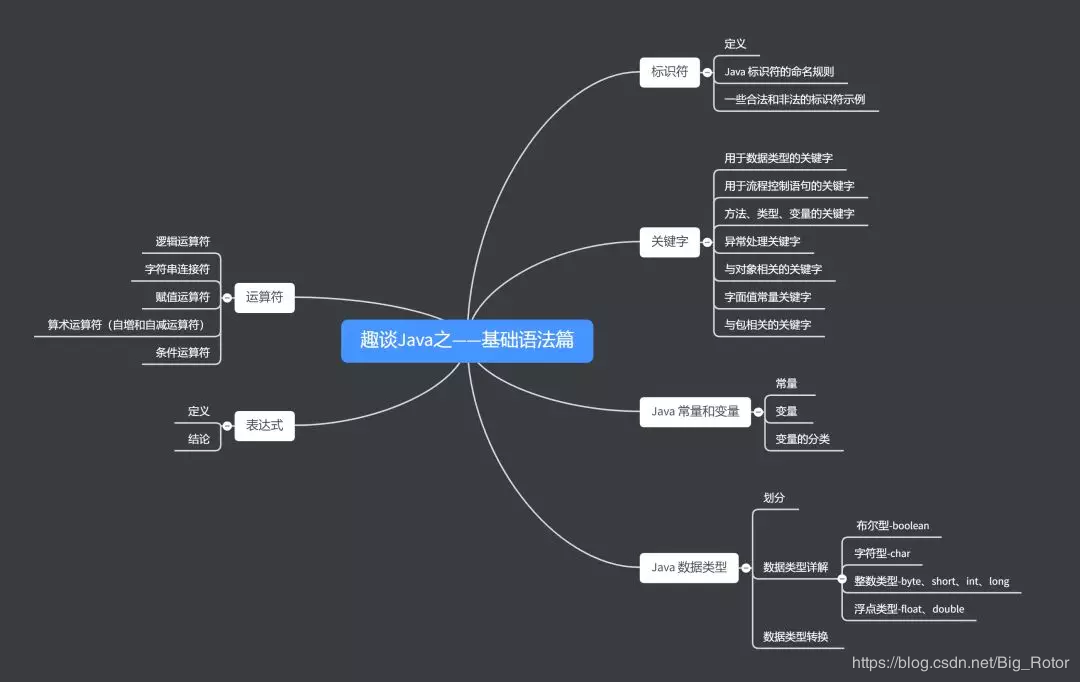 趣谈Java之——基础语法篇
标识符
定义
Java 标识符的命名规则
一些合法和非法的标识符示例
关键字
用于数据类型的关键字
用于流程控制语句的关键字
方法、类型、变量的关键字
异常处理关键字
与对象相关的关键字
字面值常量关键字
与包相关的关键字
Java 常量和变量
常量
变量
变量的分类
Java 数据类型
划分
数据类型详解
布尔型-boolean
字符型-char
整数类型-byte、short、int、long
浮点类型-float、double
数据类型转换
运算符
逻辑运算符
字符串连接符
赋值运算符
算术运算符（自增和自减运算符）
条件运算符
表达式
定义
结论
https://blog.csdn.net/Big_Rotor